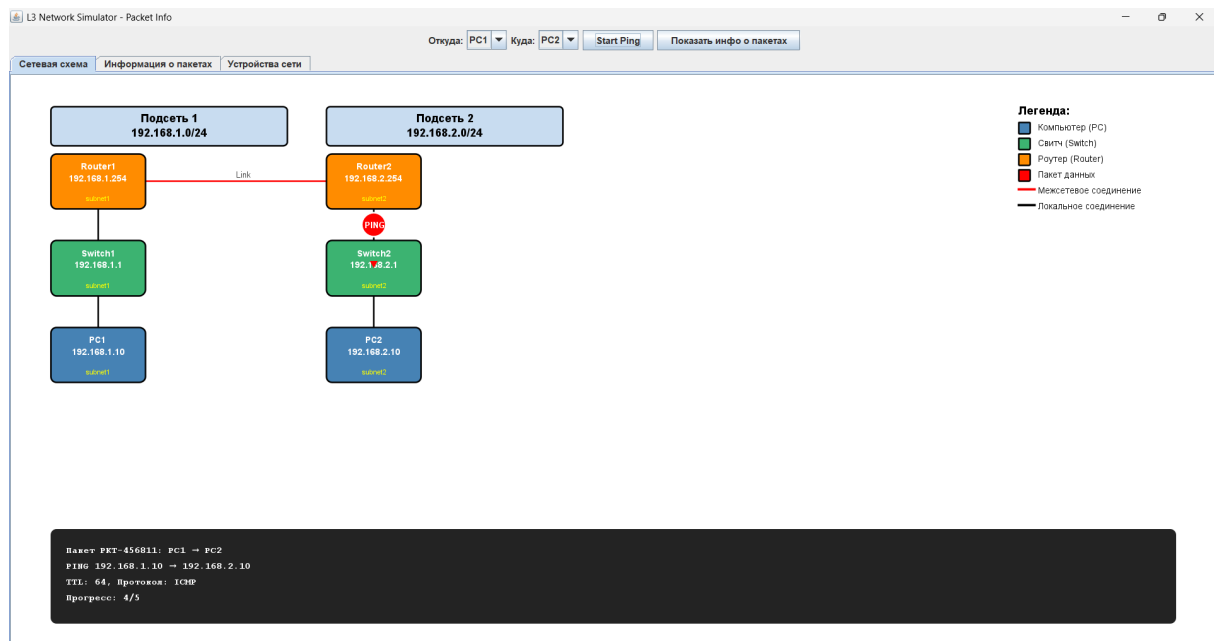 L3 Network Simulator - Packet Info
Откуда: PC1 Куда: PC2 Start Ping Показать инфо о пакетах
Сетевая схема Информация о пакетах Устройства сети
Подсеть 1
192.168.1.0/24
Подсеть 2
192.168.2.0/24
Router1
192.168.1.254
subnet1
Link
Router2
192.168.2.254
subnet2
PING
Switch1
192.168.1.1
subnet1
Switch2
192.168.2.1
subnet2
PC1
192.168.1.10
subnet1
PC2
192.168.2.10
subnet2
Легенда:
Компьютер (PC)
Свитч (Switch)
Роутер (Router)
Пакет данных
Межсетевое соединение
Локальное соединение
Пакет PKT-456811: PC1 → PC2
PING 192.168.1.10 → 192.168.2.10
TTL: 64, Протокол: ICMP
Прогресс: 4/5